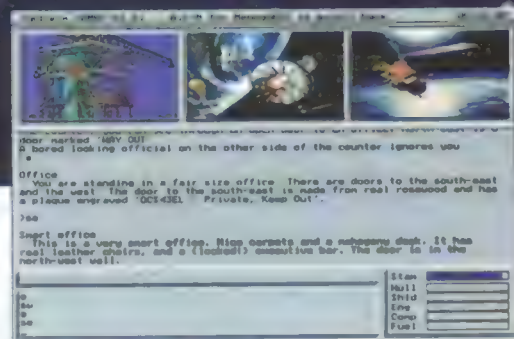 door marked 'WAY OUT'
A bored looking official on the other side of the counter ignores you
Office
You are standing in a fair size office There are doors to the south-east
and the west The door to the south-east is made from real rosewood and has
a plaque engraved Private, Keep Out'.
>se
Smart office
This is a very smart office. Nice carpets and a mahogany desk. It has
real leather chairs, and a (locked!) executive bar. The door is in the
north-west wall.
e
sw
e
se
Stam
Hull
Shld
Eng
Comp
Fuel